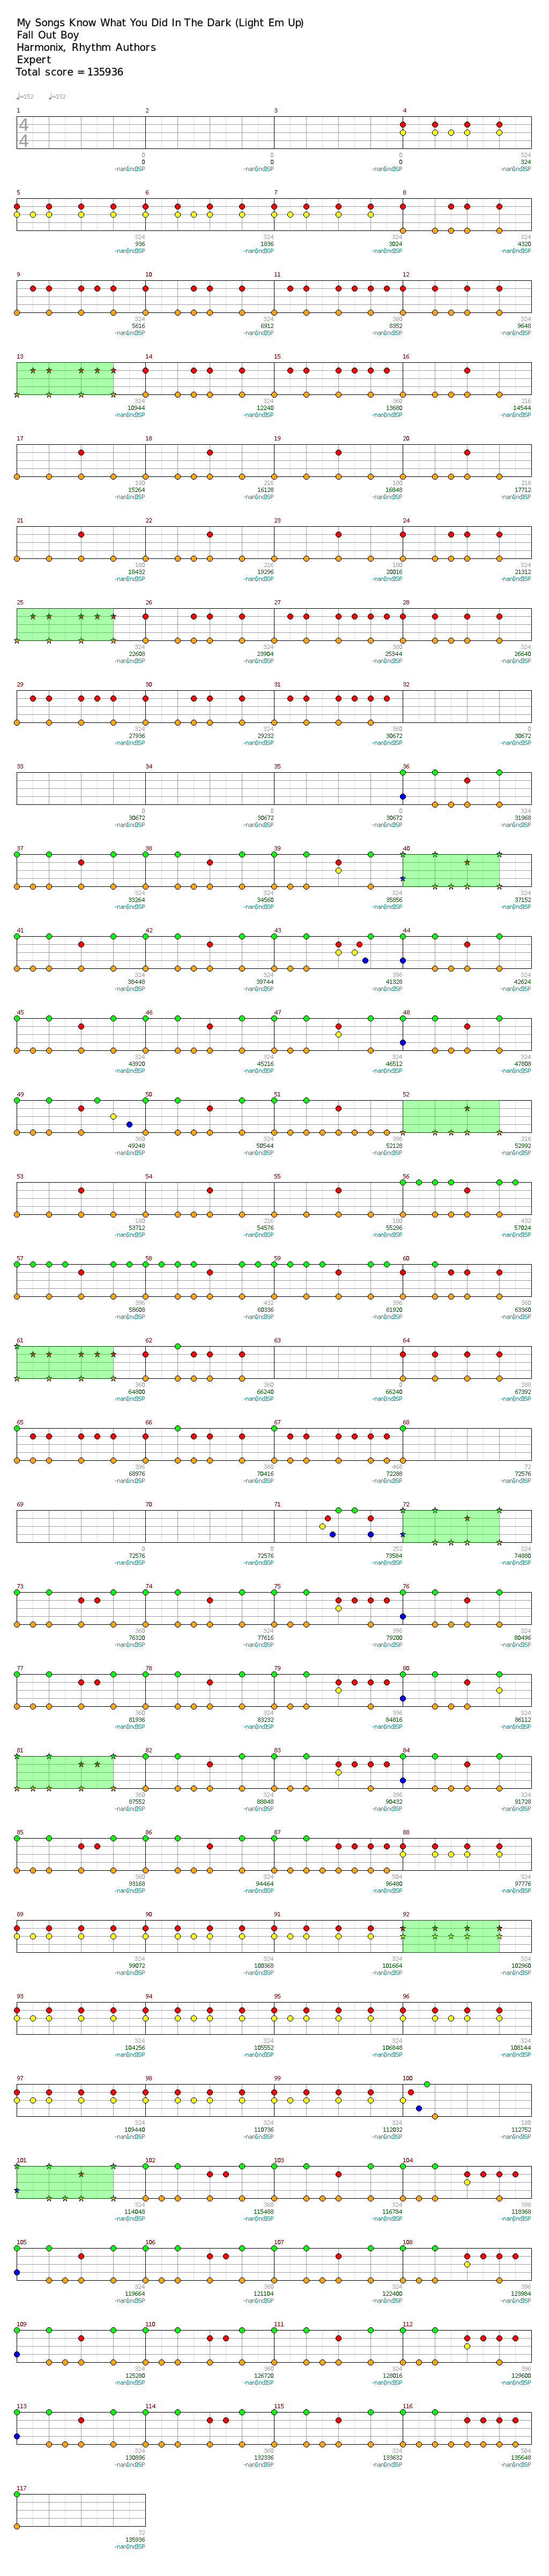 My Songs Know What You Did In The Dark (Light Em Up)
Fall Out Boy
Harmonix, Rhythm Authors
Expert
Total score = 135936
♩=152 ♩=152
1 2 3 4
4
4
0 0 0 324
0 0 0 324
5 6 7 8
324 324 324 324
936 1836 3024 4320
9 10 11 12
324 324 360 324
5616 6912 8352 9648
13 14 15 16
324 324 360 216
10944 12240 13680 14544
17 18 19 20
180 216 180 216
15264 16128 16848 17712
21 22 23 24
180 216 180 324
18432 19296 20016 21312
25 26 27 28
324 324 360 324
22608 23904 25344 26640
29 30 31 32
324 324 360 0
27936 29232 30672 30672
33 34 35 36
0 0 0 324
30672 30672 30672 31968
37 38 39 40
324 324 324 324
33264 34560 35856 37152
41 42 43 44
324 324 396 324
38448 39744 41328 42624
45 46 47 48
324 324 324 324
43920 45216 46512 47808
49 50 51 52
360 324 396 216
49248 50544 52128 52992
53 54 55 56
180 216 180 432
53712 54576 55296 57024
57 58 59 60
396 432 396 360
58608 60336 61920 63360
61 62 63 64
360 360 0 288
64800 66240 66240 67392
65 66 67 68
396 360 468 72
68976 70416 72288 72576
69 70 71 72
0 0 252 324
72576 72576 73584 74880
73 74 75 76
360 324 396 324
76320 77616 79200 80496
77 78 79 80
360 324 396 324
81936 83232 84816 86112
81 82 83 84
360 324 396 324
87552 88848 90432 91728
85 86 87 88
360 324 504 324
93168 94464 96480 97776
89 90 91 92
324 324 324 324
99072 100368 101664 102960
93 94 95 96
324 324 324 324
104256 105552 106848 108144
97 98 99 100
324 324 324 180
109440 110736 112032 112752
101 102 103 104
324 360 324 396
114048 115488 116784 118368
105 106 107 108
324 360 324 396
119664 121104 122400 123984
109 110 111 112
324 360 324 396
125280 126720 128016 129600
113 114 115 116
324 360 324 504
130896 132336 133632 135648
117
72
135936